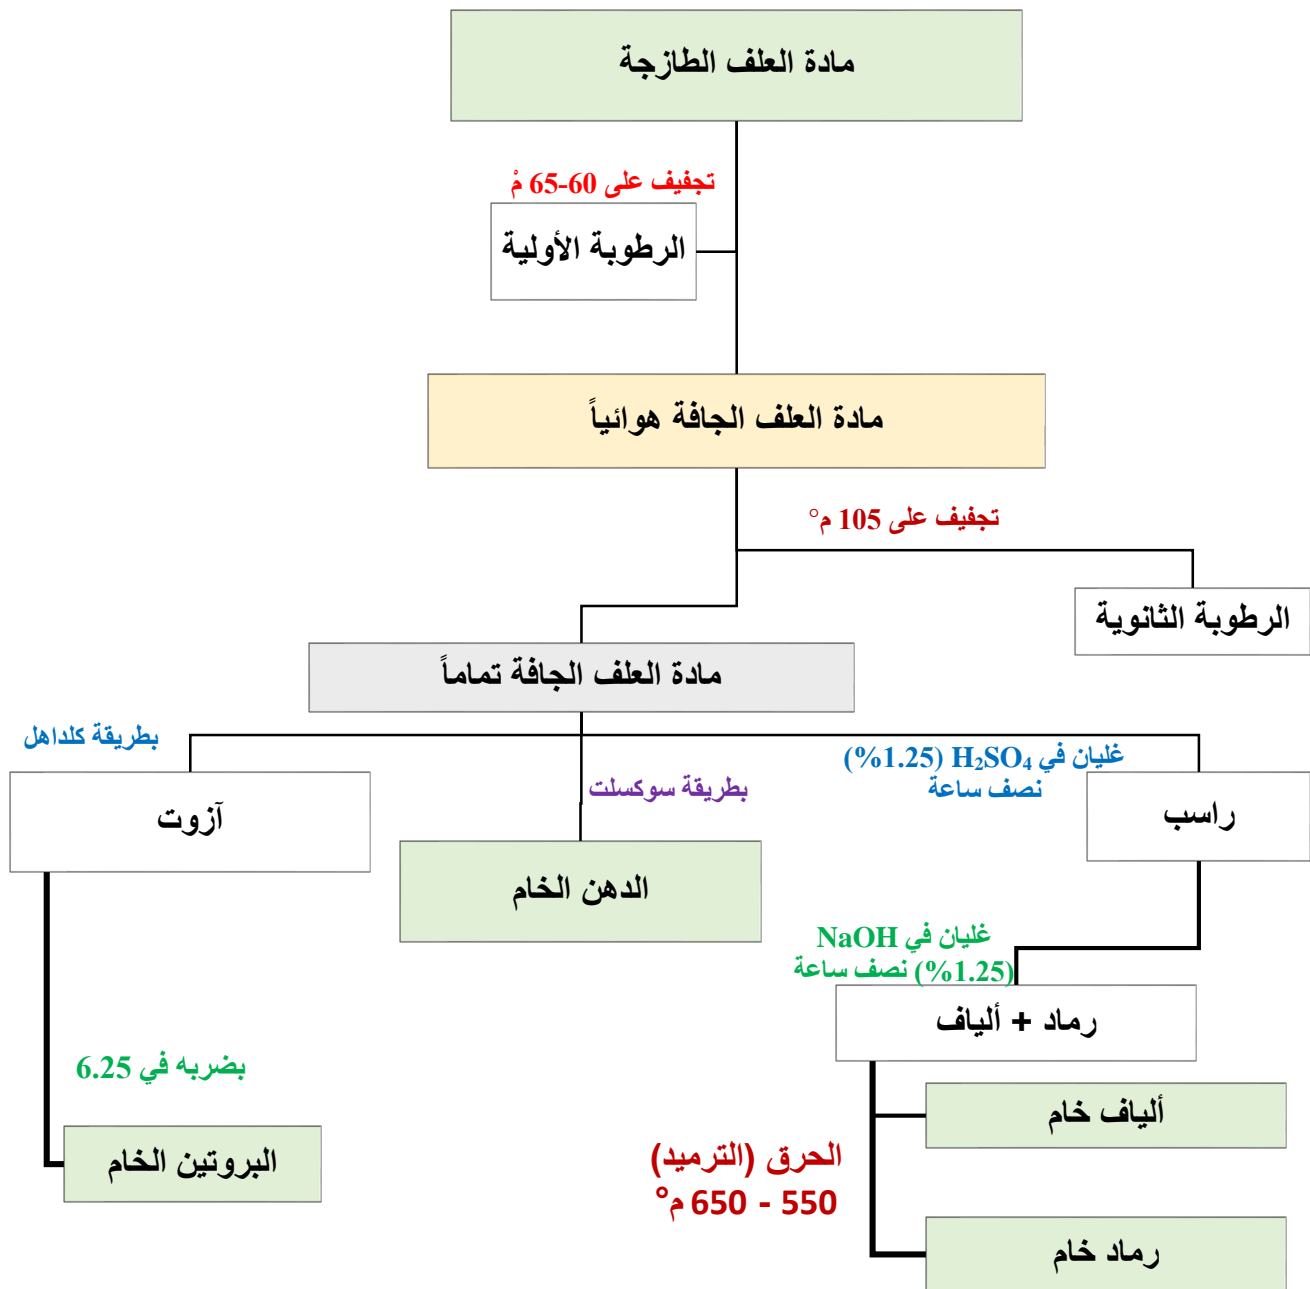 مادة العلف الطازجة
تجفيف على 60-65 مْ
الرطوبة الأولية
مادة العلف الجافة هوائياً
تجفيف على 105 م°
الرطوبة الثانوية
مادة العلف الجافة تماماً
غليان في H₂SO₄ (1.25%)
نصف ساعة
راسب
بطريقة سوكسلت
الدهن الخام
بطريقة كلداهل
آزوت
غليان في NaOH
(1.25%) نصف ساعة
رماد + ألياف
ألياف خام
الحرق (الترميد)
550 - 650 م°
رماد خام
بضربه في 6.25
البروتين الخام